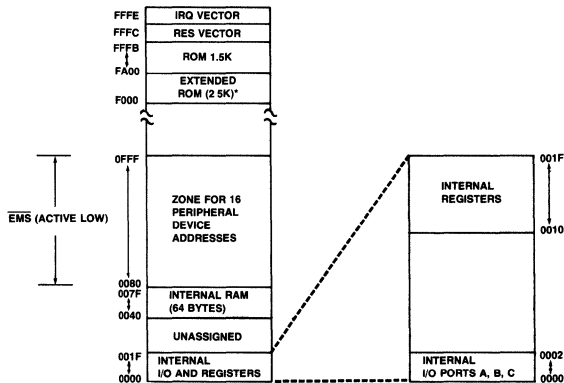 FFFE
IRQ VECTOR
FFFC
RES VECTOR
FFFB
ROM 1.5K
FA00
EXTENDED
ROM (2 5K)*
F000
0FFF
EMS (ACTIVE LOW)
ZONE FOR 16
PERIPHERAL
DEVICE
ADDRESSES
0080
007F
INTERNAL RAM
(64 BYTES)
0040
UNASSIGNED
001F
INTERNAL
I/O AND REGISTERS
0000
001F
INTERNAL
REGISTERS
0010
0002
INTERNAL
I/O PORTS A, B, C
0000